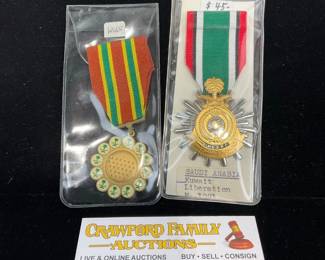 $45-
SAUDI ARABIA
Kuwait
Liberation
CRAWFORD FAMILY
AUCTIONS
LIVE & ONLINE AUCTIONS
BUY • SELL • CONSIGN